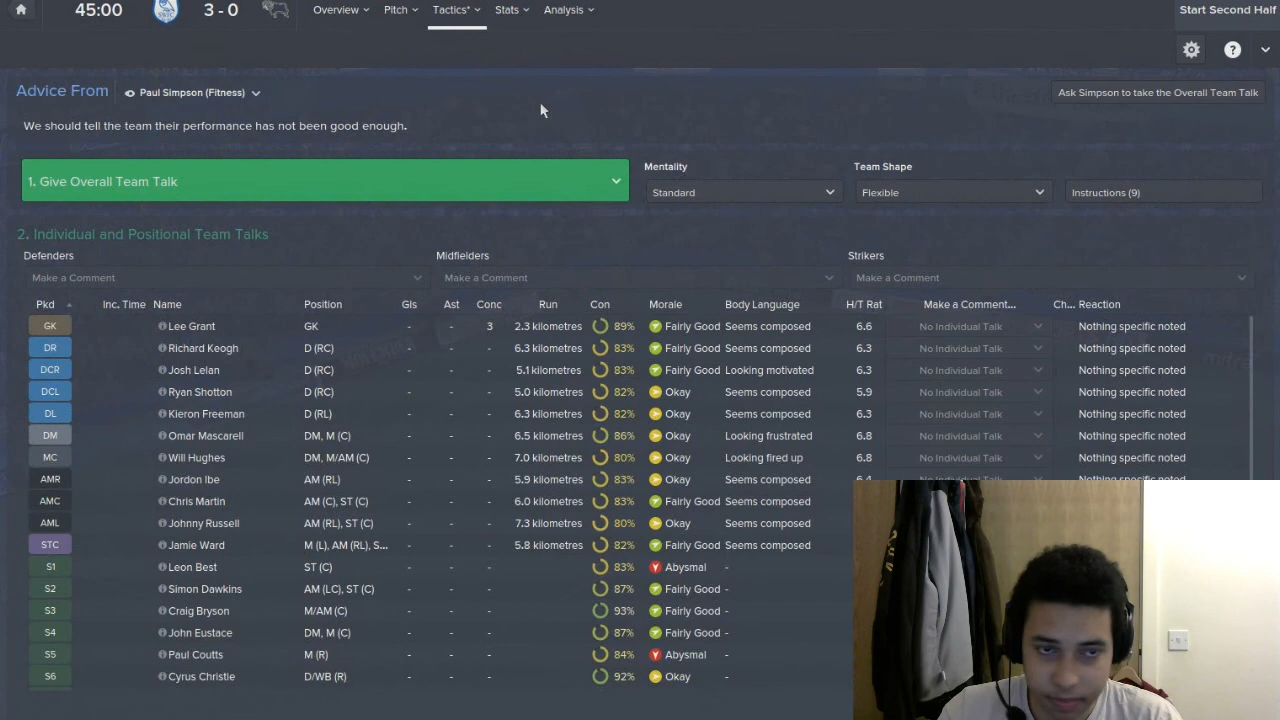 45:00 3 - 0 Overview Pitch Tactics* Stats Analysis Start Second Half
Advice From Paul Simpson (Fitness) Ask Simpson to take the Overall Team Talk
We should tell the team their performance has not been good enough.
1. Give Overall Team Talk
Mentality Team Shape
Standard Flexible Instructions (9)
2. Individual and Positional Team Talks
Defenders Midfielders Strikers
Make a Comment Make a Comment Make a Comment
Pkd Inc. Time Name Position Gls Ast Conc Run Con Morale Body Language H/T Rat Make a Comment... Ch... Reaction
GK Lee Grant GK - - 3 2.3 kilometres 89% Fairly Good Seems composed 6.6 No Individual Talk Nothing specific noted
DR Richard Keogh D (RC) - - - 6.3 kilometres 83% Fairly Good Seems composed 6.3 No Individual Talk Nothing specific noted
DCR Josh Lelan D (RC) - - - 5.1 kilometres 83% Fairly Good Looking motivated 6.3 No Individual Talk Nothing specific noted
DCL Ryan Shotton D (RC) - - - 5.0 kilometres 82% Okay Seems composed 5.9 No Individual Talk Nothing specific noted
DL Kieron Freeman D (RL) - - - 6.3 kilometres 82% Okay Seems composed 6.3 No Individual Talk Nothing specific noted
DM Omar Mascarell DM, M (C) - - - 6.5 kilometres 86% Okay Looking frustrated 6.8 No Individual Talk Nothing specific noted
MC Will Hughes DM, M/AM (C) - - - 7.0 kilometres 80% Okay Looking fired up 6.8 No Individual Talk Nothing specific noted
AMR Jordon Ibe AM (RL) - - - 5.9 kilometres 83% Okay Seems composed 6.4 No Individual Talk Nothing specific noted
AMC Chris Martin AM (C), ST (C) - - - 6.0 kilometres 83% Fairly Good Seems composed
AML Johnny Russell AM (RL), ST (C) - - - 7.3 kilometres 80% Okay Seems composed
STC Jamie Ward M (L), AM (RL), S... - - - 5.8 kilometres 82% Fairly Good Seems composed
S1 Leon Best ST (C) - - - 83% Abysmal -
S2 Simon Dawkins AM (LC), ST (C) - - - 87% Fairly Good -
S3 Craig Bryson M/AM (C) - - - 93% Fairly Good -
S4 John Eustace DM, M (C) - - - 87% Fairly Good -
S5 Paul Coutts M (R) - - - 84% Abysmal -
S6 Cyrus Christie D/WB (R) - - - 92% Okay -